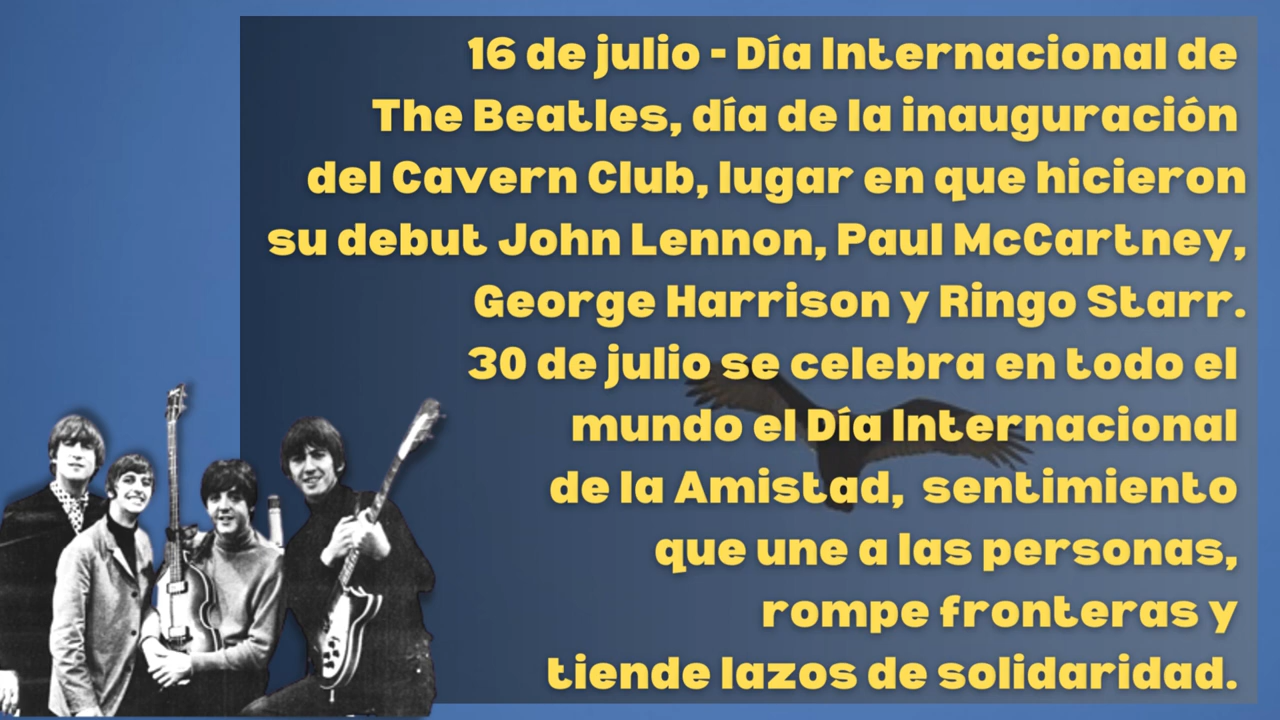 16 de julio - Día Internacional de
The Beatles, día de la inauguración
del Cavern Club, lugar en que hicieron
su debut John Lennon, Paul McCartney,
George Harrison y Ringo Starr.
30 de julio se celebra en todo el
mundo el Día Internacional
de la Amistad, sentimiento
que une a las personas,
rompe fronteras y
tiende lazos de solidaridad.